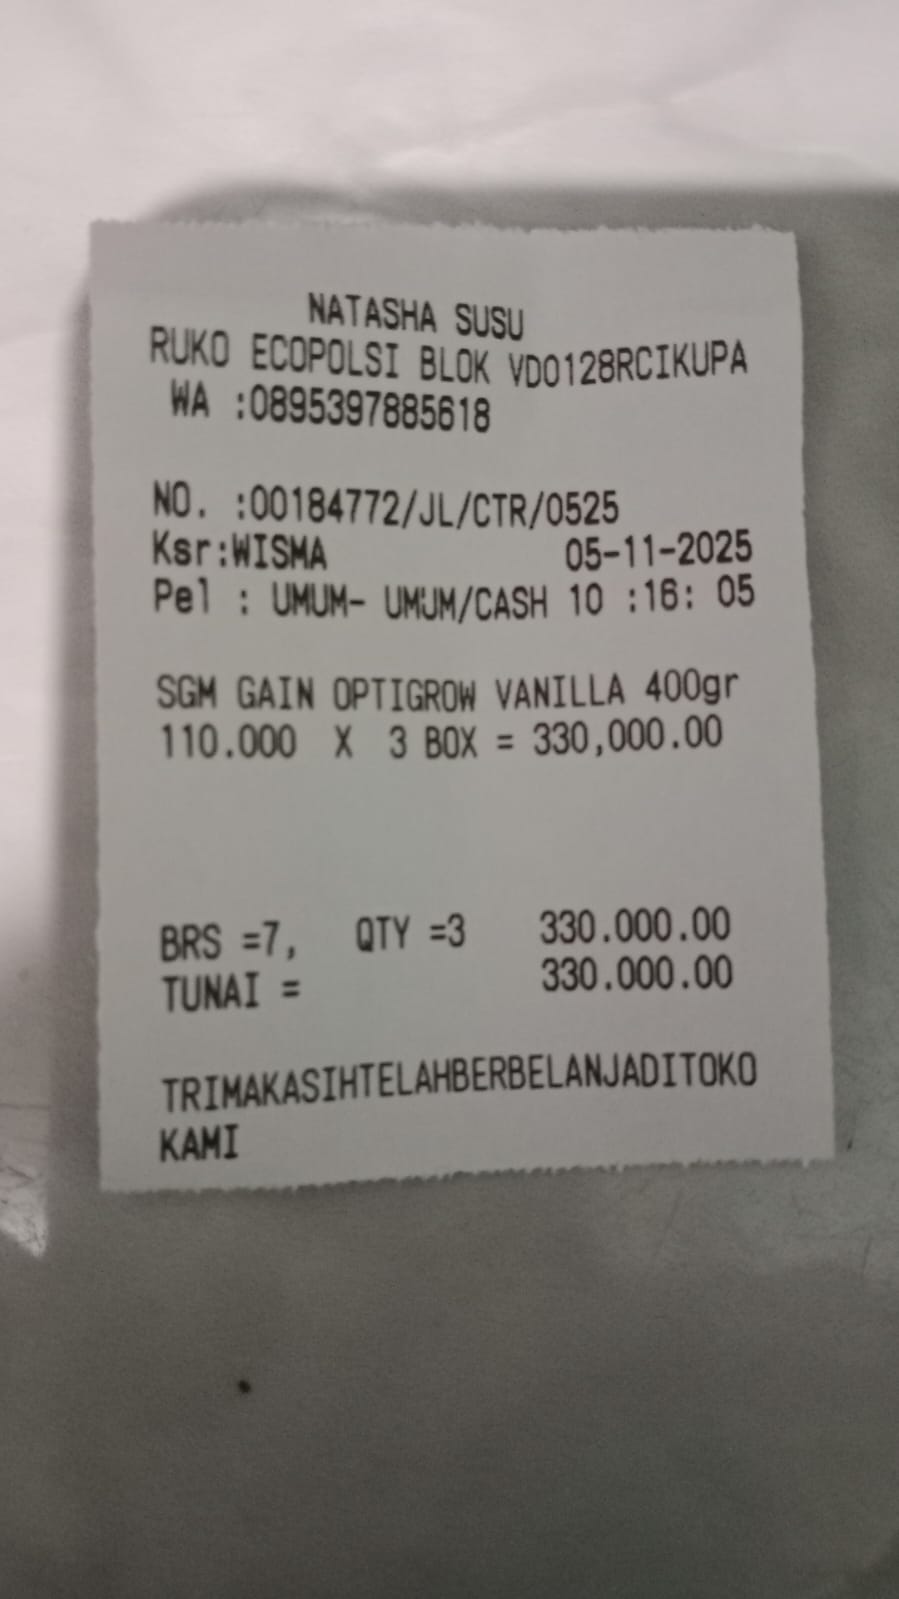 NATASHA SUSU
RUKO ECOPOLSI BLOK VDO128RCIKUPA
WA :0895397885618
NO. :00184772/JL/CTR/0525
Ksr:WISMA 05-11-2025
Pel : UMUM- UMUM/CASH 10 :16: 05
SGM GAIN OPTIGROW VANILLA 400gr
110.000 X 3 BOX = 330,000.00
BRS =7, QTY =3 330.000.00
TUNAI = 330.000.00
TRIMAKASIHTELAHBERBELANJADITOKO
KAMI